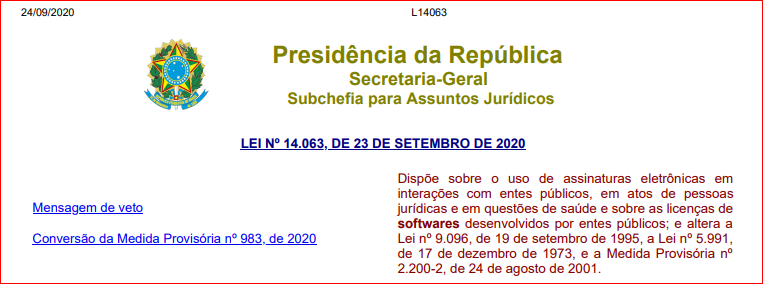 24/09/2020 L14063
Presidência da República
Secretaria-Geral
Subchefia para Assuntos Jurídicos
LEI Nº 14.063, DE 23 DE SETEMBRO DE 2020
Mensagem de veto
Conversão da Medida Provisória nº 983, de 2020
Dispõe sobre o uso de assinaturas eletrônicas em
interações com entes públicos, em atos de pessoas
jurídicas e em questões de saúde e sobre as licenças de
softwares desenvolvidos por entes públicos; e altera a
Lei nº 9.096, de 19 de setembro de 1995, a Lei nº 5.991,
de 17 de dezembro de 1973, e a Medida Provisória nº
2.200-2, de 24 de agosto de 2001.